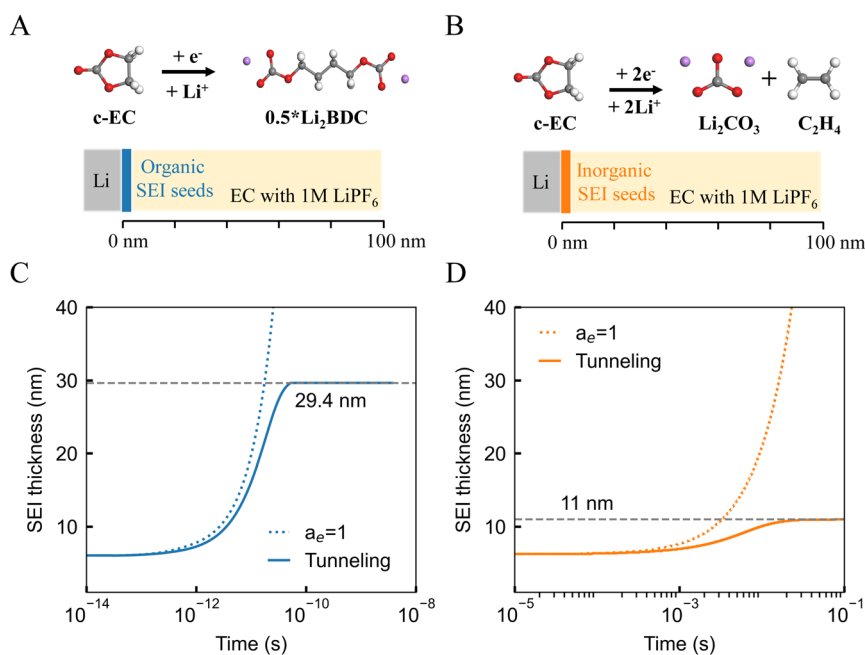 A
+ e⁻
+ Li⁺
c-EC
0.5*Li₂BDC
Li
Organic
SEI seeds
EC with 1M LiPF₆
0 nm
100 nm
B
+ 2e⁻
+ 2Li⁺
+
c-EC
Li₂CO₃
C₂H₄
Li
Inorganic
SEI seeds
EC with 1M LiPF₆
0 nm
100 nm
C
SEI thickness (nm)
40
30
20
10
29.4 nm
aₑ=1
Tunneling
10⁻¹⁴
10⁻¹²
10⁻¹⁰
10⁻⁸
Time (s)
D
SEI thickness (nm)
40
30
20
10
aₑ=1
Tunneling
11 nm
10⁻⁵
10⁻³
10⁻¹
Time (s)